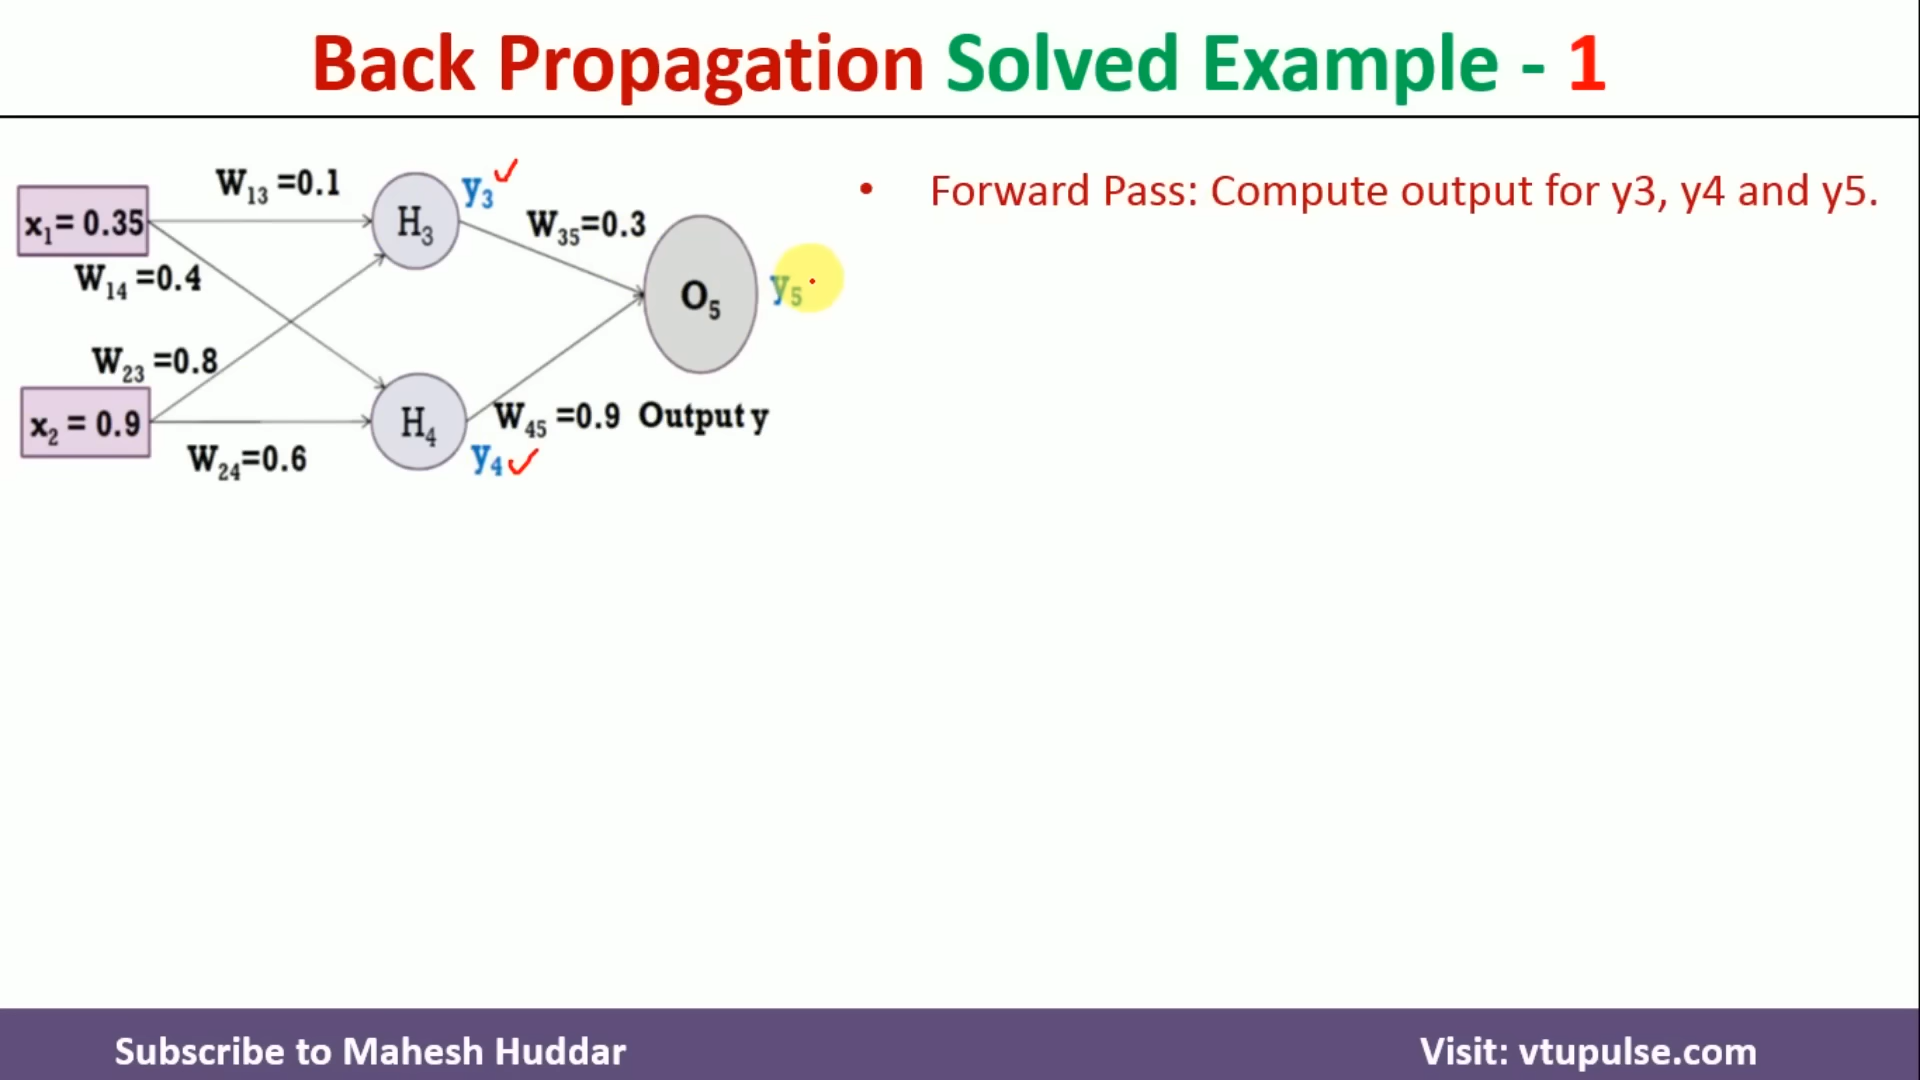 Back Propagation Solved Example - 1
W13 =0.1
y3
x1= 0.35
H3
W35=0.3
W14 =0.4
O5
y5
W23 =0.8
x2 = 0.9
H4
W45 =0.9 Output y
W24=0.6
y4
• Forward Pass: Compute output for y3, y4 and y5.
Subscribe to Mahesh Huddar
Visit: vtupulse.com